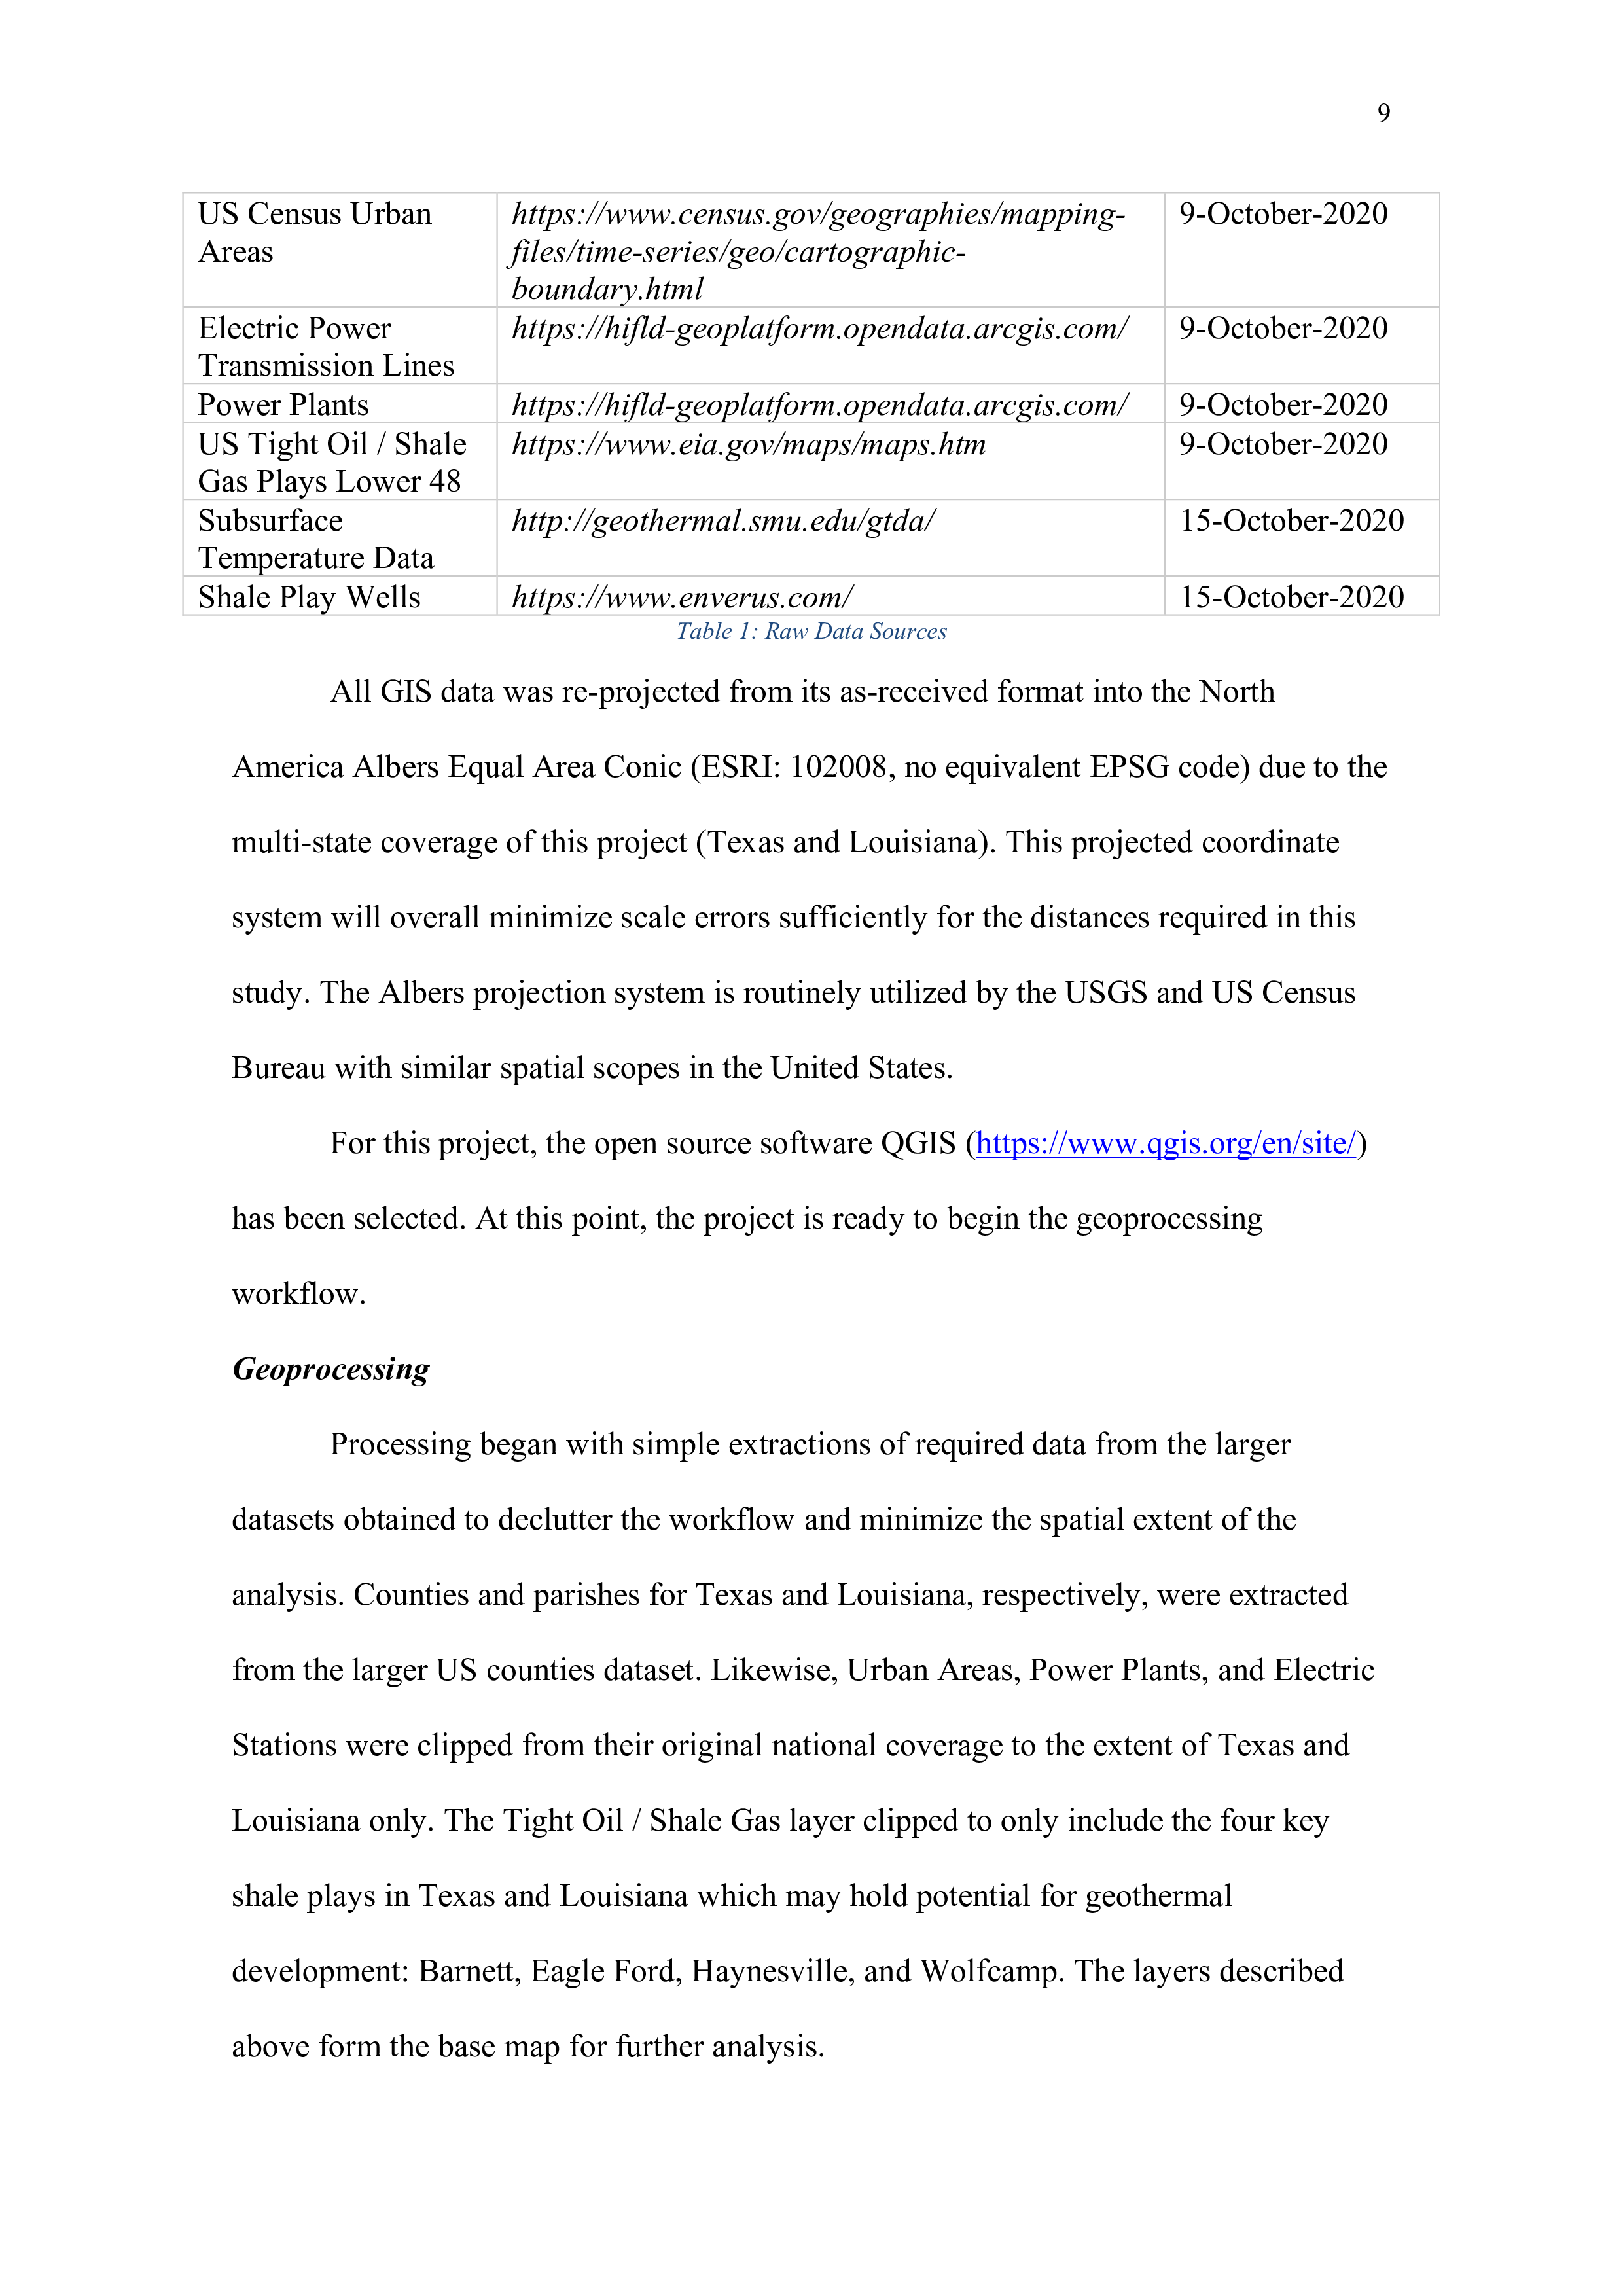 9
US Census Urban Areas | https://www.census.gov/geographies/mapping-files/time-series/geo/cartographic-boundary.html | 9-October-2020
Electric Power Transmission Lines | https://hifld-geoplatform.opendata.arcgis.com/ | 9-October-2020
Power Plants | https://hifld-geoplatform.opendata.arcgis.com/ | 9-October-2020
US Tight Oil / Shale Gas Plays Lower 48 | https://www.eia.gov/maps/maps.htm | 9-October-2020
Subsurface Temperature Data | http://geothermal.smu.edu/gtda/ | 15-October-2020
Shale Play Wells | https://www.enverus.com/ | 15-October-2020
Table 1: Raw Data Sources
All GIS data was re-projected from its as-received format into the North
America Albers Equal Area Conic (ESRI: 102008, no equivalent EPSG code) due to the
multi-state coverage of this project (Texas and Louisiana). This projected coordinate
system will overall minimize scale errors sufficiently for the distances required in this
study. The Albers projection system is routinely utilized by the USGS and US Census
Bureau with similar spatial scopes in the United States.
For this project, the open source software QGIS (https://www.qgis.org/en/site/)
has been selected. At this point, the project is ready to begin the geoprocessing
workflow.
Geoprocessing
Processing began with simple extractions of required data from the larger
datasets obtained to declutter the workflow and minimize the spatial extent of the
analysis. Counties and parishes for Texas and Louisiana, respectively, were extracted
from the larger US counties dataset. Likewise, Urban Areas, Power Plants, and Electric
Stations were clipped from their original national coverage to the extent of Texas and
Louisiana only. The Tight Oil / Shale Gas layer clipped to only include the four key
shale plays in Texas and Louisiana which may hold potential for geothermal
development: Barnett, Eagle Ford, Haynesville, and Wolfcamp. The layers described
above form the base map for further analysis.